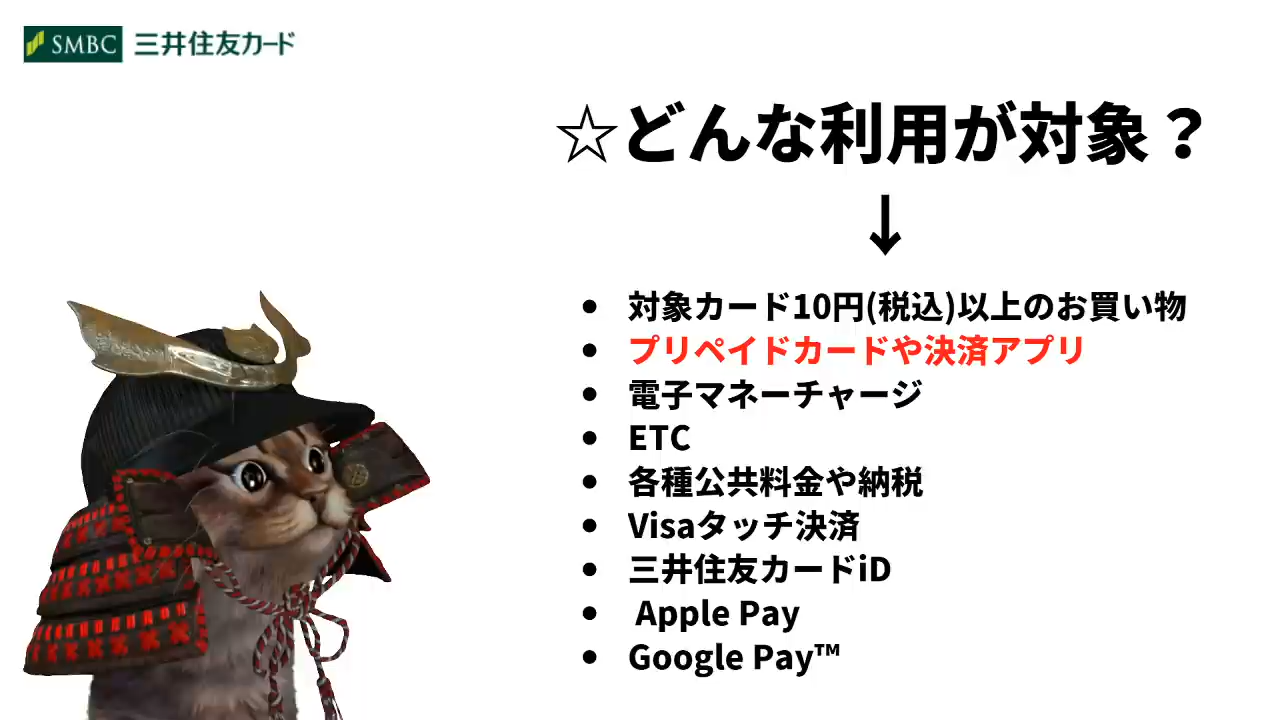 SMBC 三井住友カード
☆どんな利用が対象？
↓
• 対象カード10円(税込)以上のお買い物
• プリペイドカードや決済アプリ
• 電子マネーチャージ
• ETC
• 各種公共料金や納税
• Visaタッチ決済
• 三井住友カードiD
• Apple Pay
• Google Pay™